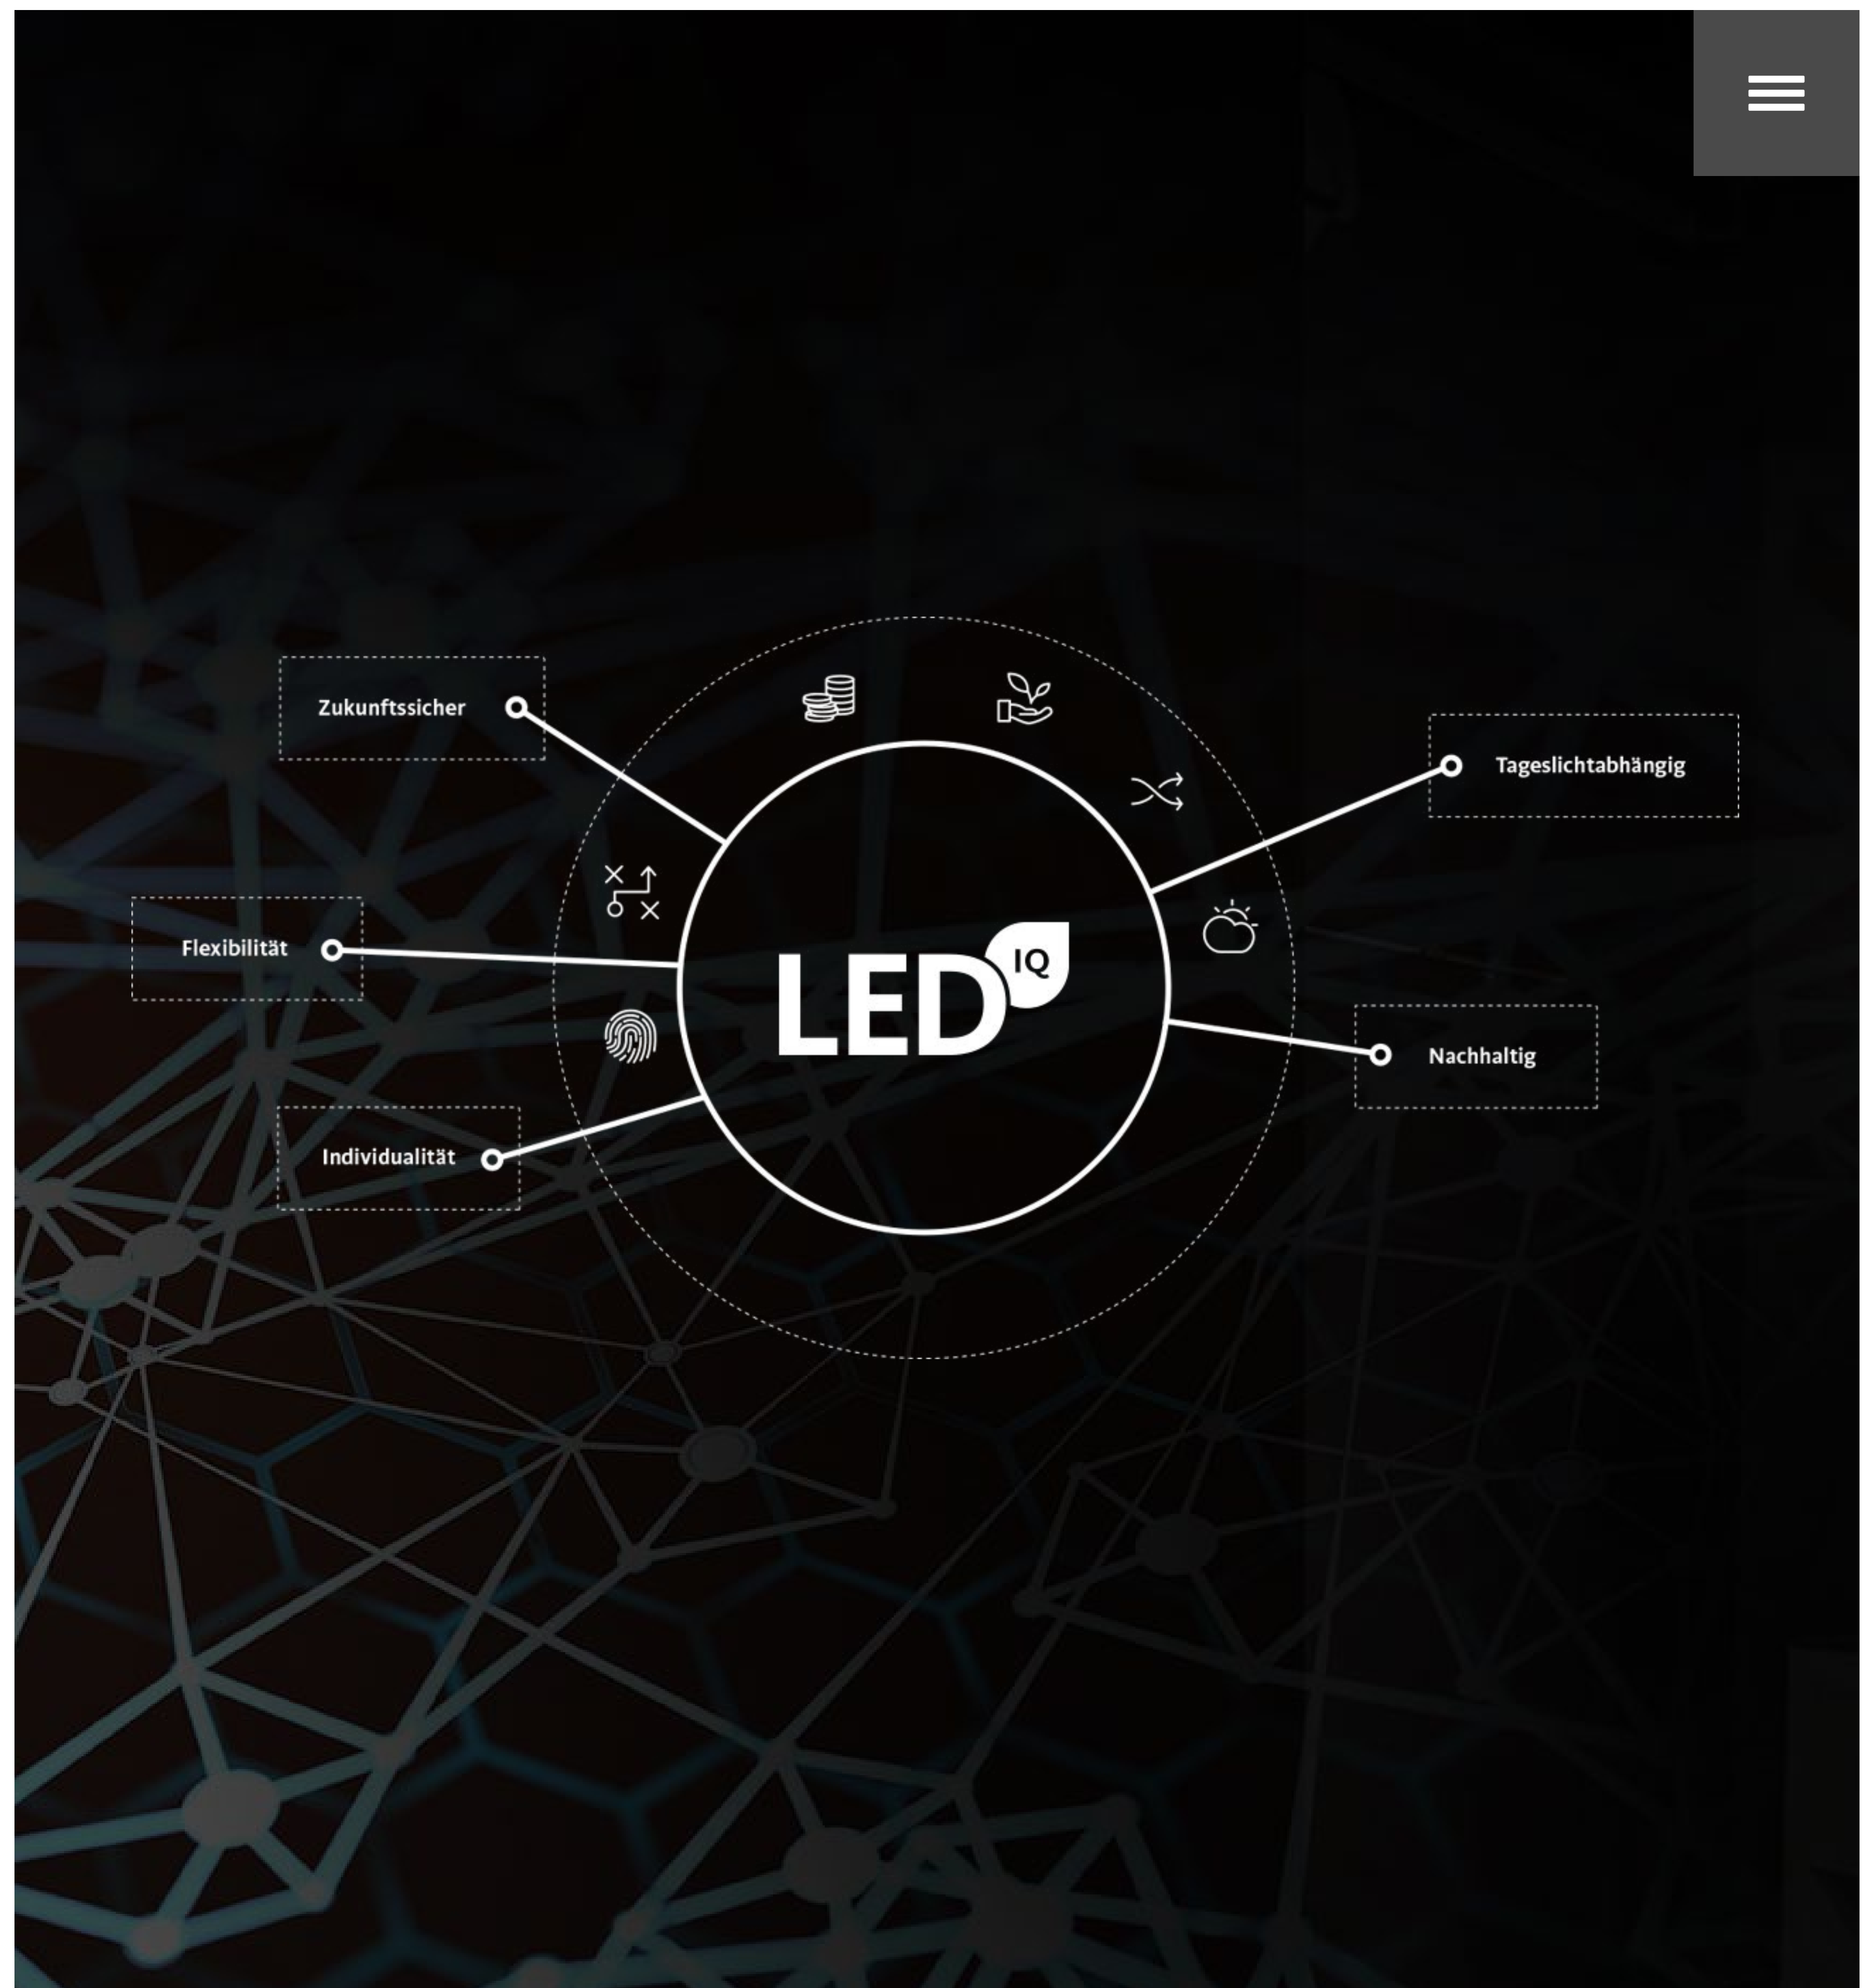 Zukunftssicher
Tageslichtabhängig
Flexibilität
LED IQ
Nachhaltig
Individualität